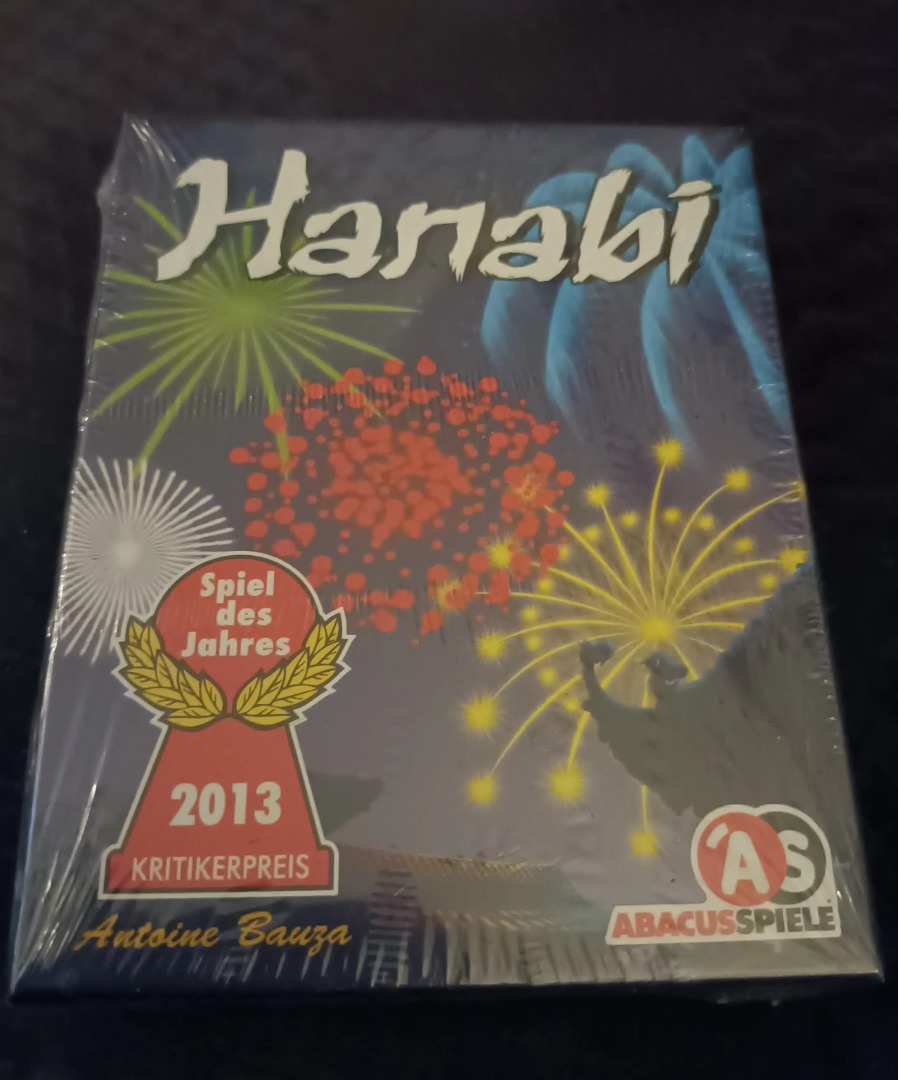 Hanabi
Spiel
des
Jahres
2013
KRITIKERPREIS
Antoine Bauza
AS
ABACUSSPIELE